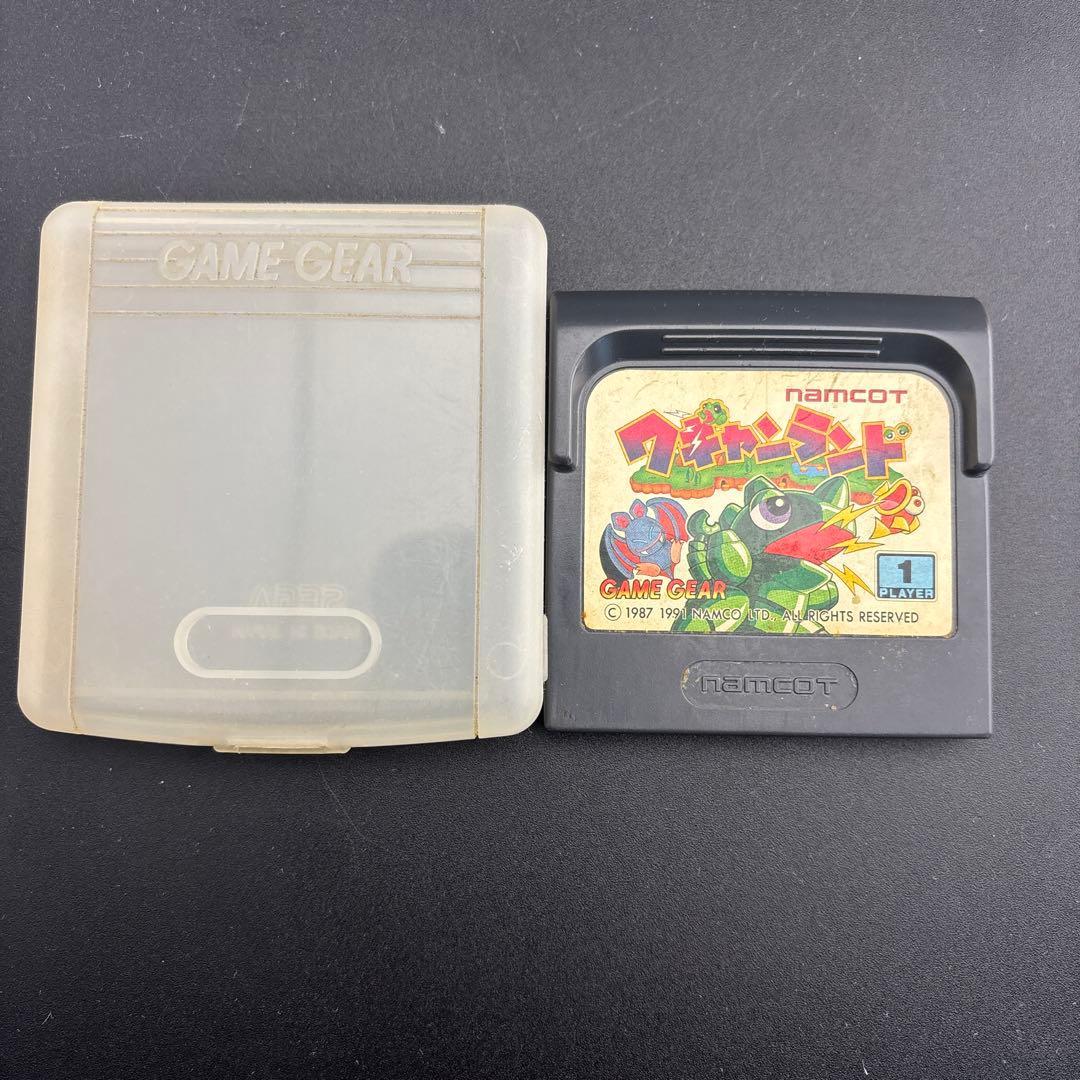 GAME GEAR
SEGA
namcoT
ワギャンランド
GAME GEAR
1
PLAYER
© 1987 1991 NAMCO LTD., ALL RIGHTS RESERVED
namcoT